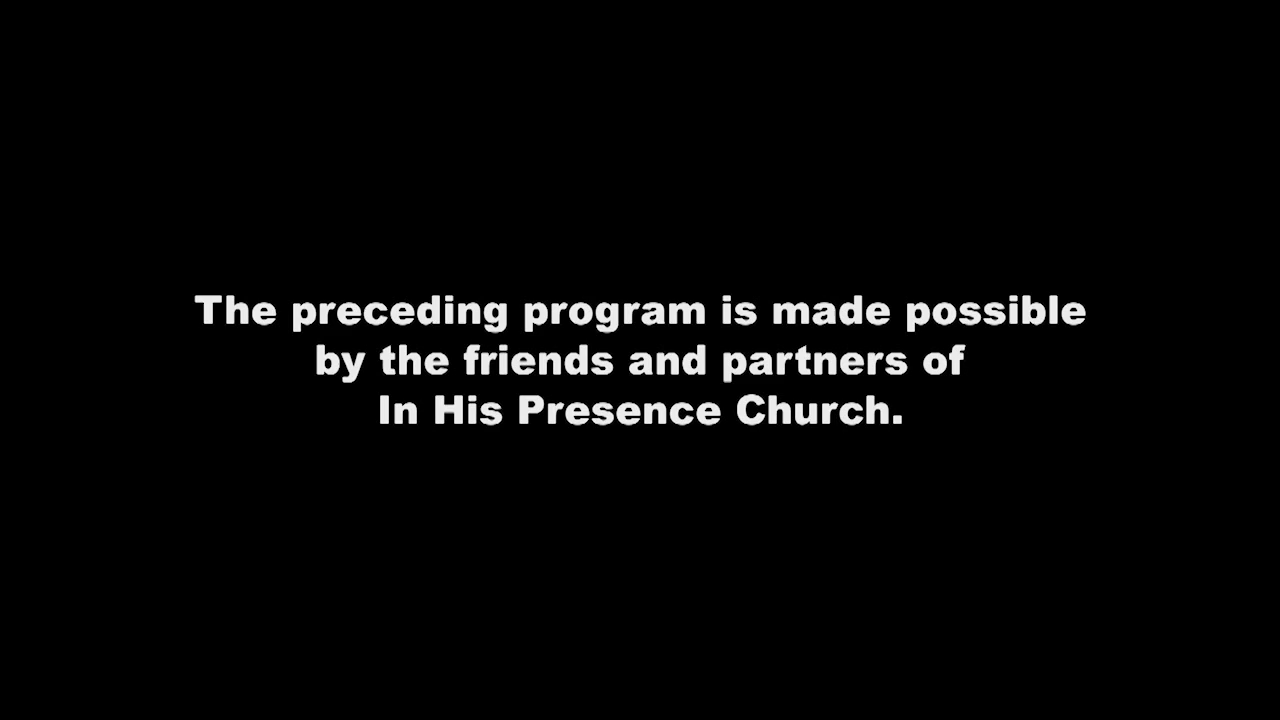 The preceding program is made possible
by the friends and partners of
In His Presence Church.